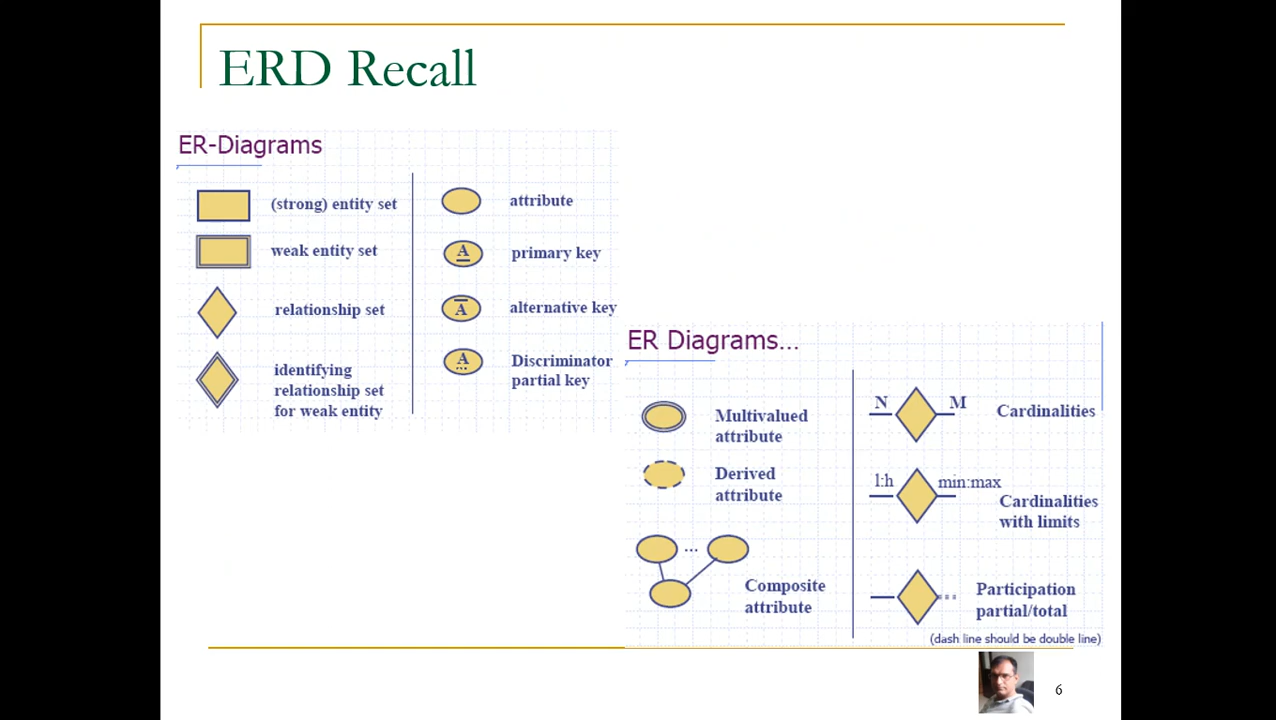 ERD Recall
ER-Diagrams
(strong) entity set
weak entity set
relationship set
identifying
relationship set
for weak entity
attribute
A
primary key
A
alternative key
A
Discriminator
partial key
ER Diagrams...
Multivalued
attribute
Derived
attribute
...
Composite
attribute
N M
Cardinalities
l:h min:max
Cardinalities
with limits
Participation
partial/total
(dash line should be double line)
6